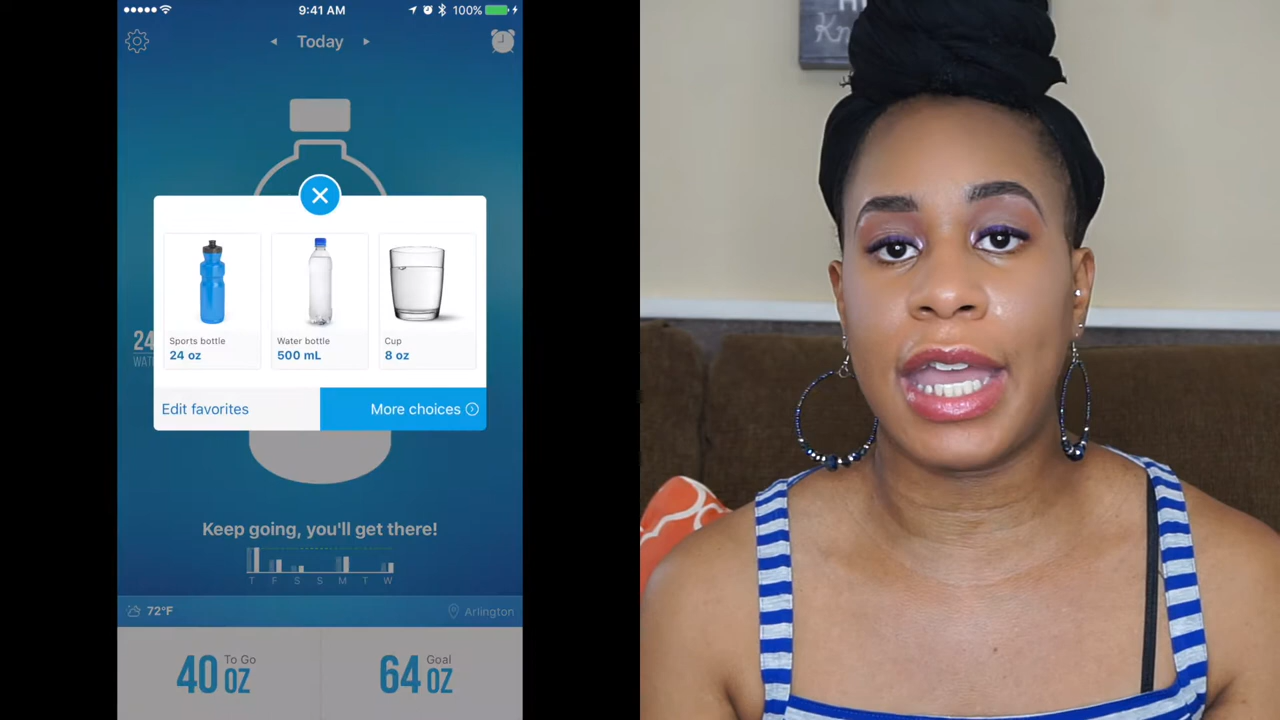 9:41 AM
100%
Today
24
Sports bottle
24 oz
Water bottle
500 mL
Cup
8 oz
Edit favorites
More choices
Keep going, you'll get there!
T F S S M T W
72°F
Arlington
40 To Go OZ
64 Goal OZ